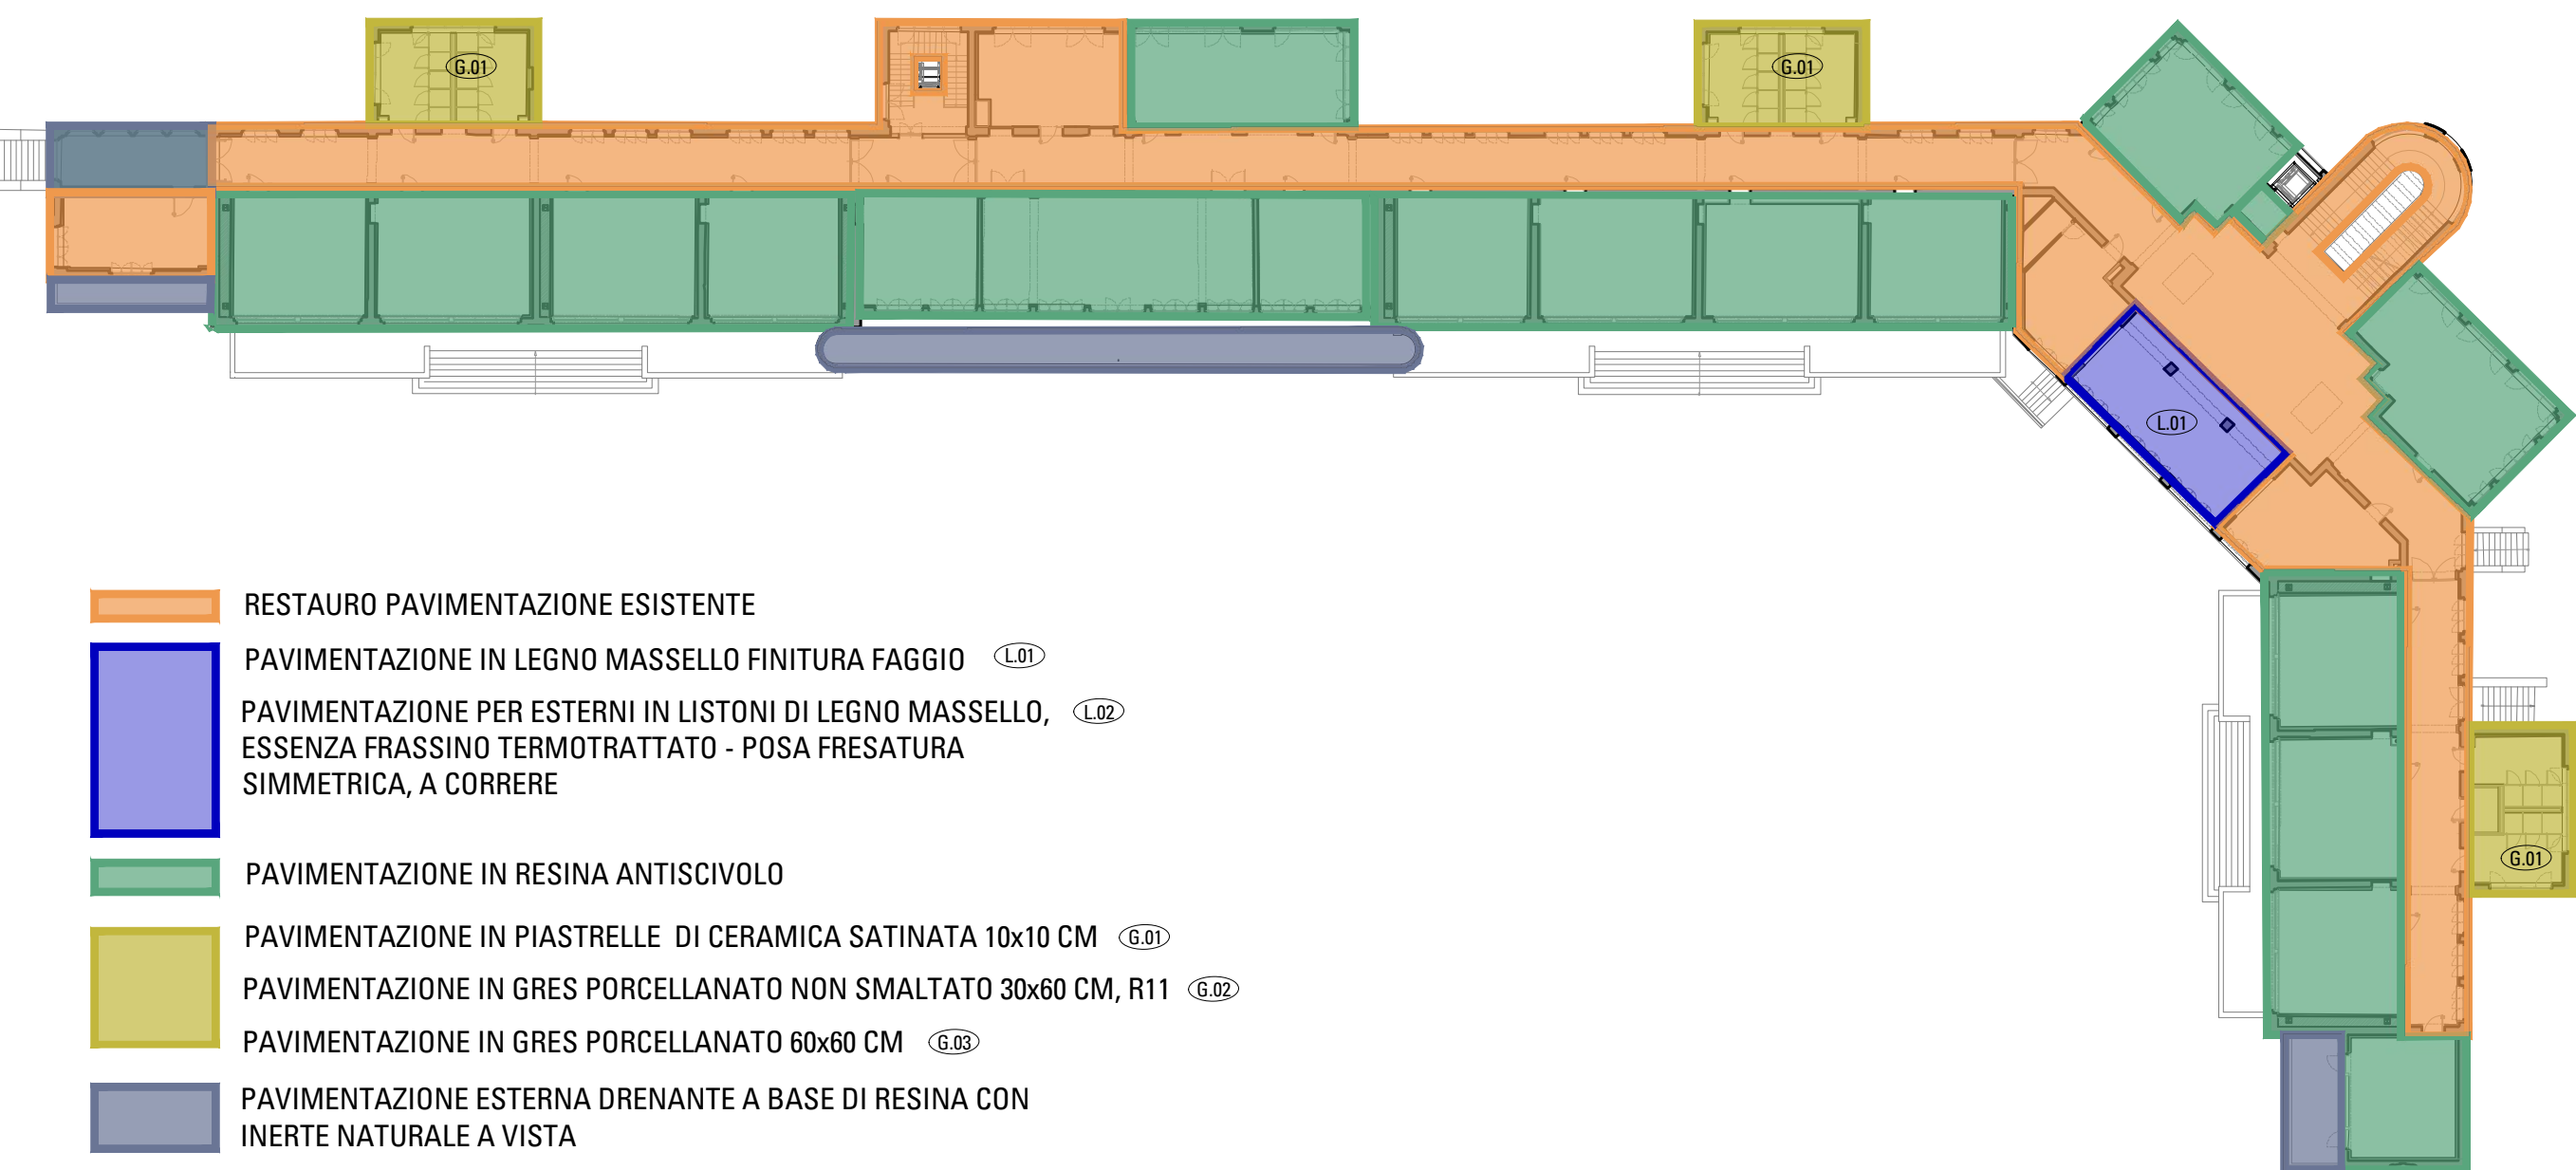 G.01
G.01
L.01
RESTAURO PAVIMENTAZIONE ESISTENTE
PAVIMENTAZIONE IN LEGNO MASSELLO FINITURA FAGGIO L.01
PAVIMENTAZIONE PER ESTERNI IN LISTONI DI LEGNO MASSELLO, L.02
ESSENZA FRASSINO TERMOTRATTATO - POSA FRESATURA
SIMMETRICA, A CORRERE
PAVIMENTAZIONE IN RESINA ANTISCIVOLO
G.01
PAVIMENTAZIONE IN PIASTRELLE DI CERAMICA SATINATA 10x10 CM G.01
PAVIMENTAZIONE IN GRES PORCELLANATO NON SMALTATO 30x60 CM, R11 G.02
PAVIMENTAZIONE IN GRES PORCELLANATO 60x60 CM G.03
PAVIMENTAZIONE ESTERNA DRENANTE A BASE DI RESINA CON
INERTE NATURALE A VISTA